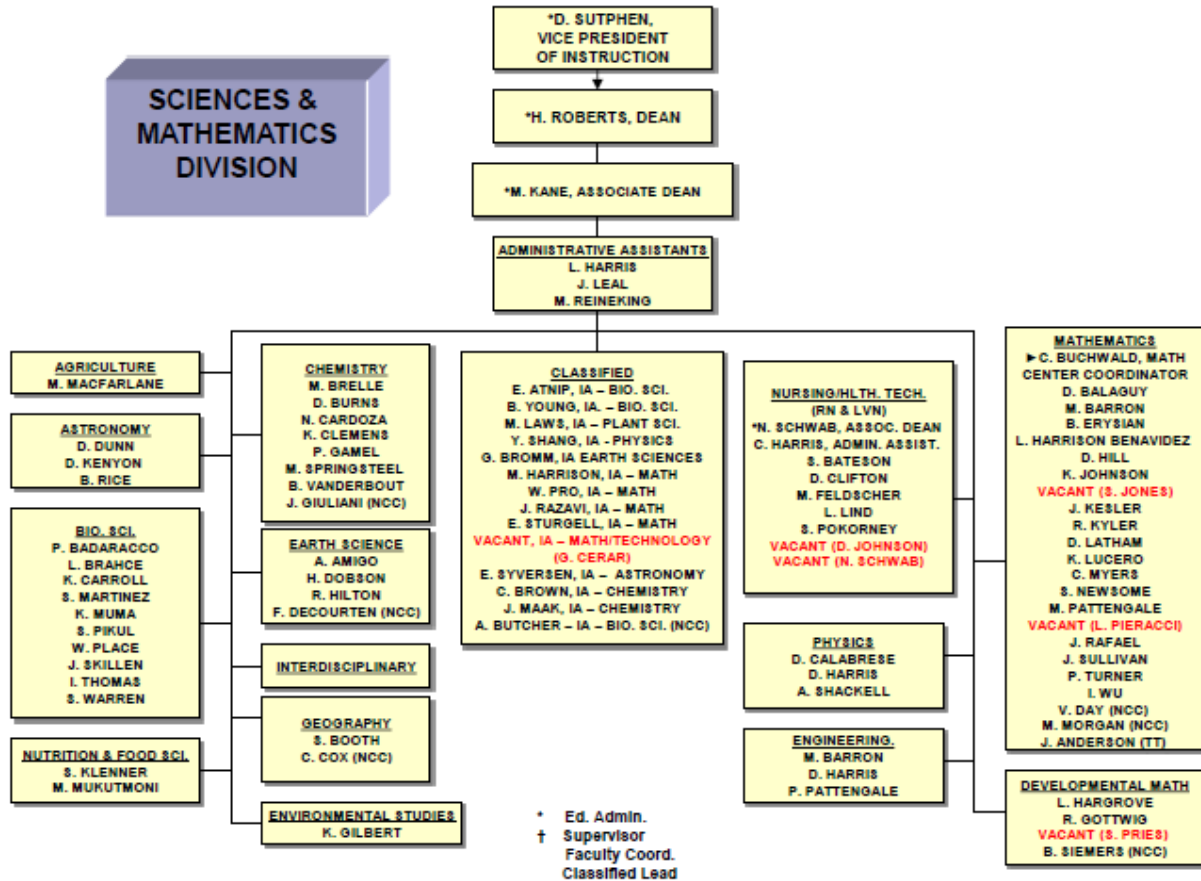 *D. SUTPHEN,
VICE PRESIDENT
OF INSTRUCTION
SCIENCES &
MATHEMATICS
DIVISION
*H. ROBERTS, DEAN
*M. KANE, ASSOCIATE DEAN
ADMINISTRATIVE ASSISTANTS
L. HARRIS
J. LEAL
M. REINEKING
AGRICULTURE
M. MACFARLANE
ASTRONOMY
D. DUNN
D. KENYON
B. RICE
BIO. SCI.
P. BADARACCO
L. BRAHCE
K. CARROLL
S. MARTINEZ
K. MUMA
S. PIKUL
W. PLACE
J. SKILLEN
I. THOMAS
S. WARREN
NUTRITION & FOOD SCI.
S. KLENNER
M. MUKUTMONI
CHEMISTRY
M. BRELLE
D. BURNS
N. CARDOZA
K. CLEMENS
P. GAMEL
M. SPRINGSTEEL
B. VANDERBOUT
J. GIULIANI (NCC)
EARTH SCIENCE
A. AMIGO
H. DOBSON
R. HILTON
F. DECOURTEN (NCC)
INTERDISCIPLINARY
GEOGRAPHY
S. BOOTH
C. COX (NCC)
ENVIRONMENTAL STUDIES
K. GILBERT
CLASSIFIED
E. ATNIP, IA – BIO. SCI.
B. YOUNG, IA. – BIO. SCI.
M. LAWS, IA – PLANT SCI.
Y. SHANG, IA - PHYSICS
G. BROMM, IA EARTH SCIENCES
M. HARRISON, IA – MATH
W. PRO, IA – MATH
J. RAZAVI, IA – MATH
E. STURGELL, IA – MATH
VACANT, IA – MATH/TECHNOLOGY
(G. CERAR)
E. SYVERSEN, IA – ASTRONOMY
C. BROWN, IA – CHEMISTRY
J. MAAK, IA – CHEMISTRY
A. BUTCHER – IA – BIO. SCI. (NCC)
NURSING/HLTH. TECH.
(RN & LVN)
*N. SCHWAB, ASSOC. DEAN
C. HARRIS, ADMIN. ASSIST.
S. BATESON
D. CLIFTON
M. FELDSCHER
L. LIND
S. POKORNEY
VACANT (D. JOHNSON)
VACANT (N. SCHWAB)
PHYSICS
D. CALABRESE
D. HARRIS
A. SHACKELL
ENGINEERING.
M. BARRON
D. HARRIS
P. PATTENGALE
MATHEMATICS
►C. BUCHWALD, MATH
CENTER COORDINATOR
D. BALAGUY
M. BARRON
B. ERYSIAN
L. HARRISON BENAVIDEZ
D. HILL
K. JOHNSON
VACANT (S. JONES)
J. KESLER
R. KYLER
D. LATHAM
K. LUCERO
C. MYERS
S. NEWSOME
M. PATTENGALE
VACANT (L. PIERACCI)
J. RAFAEL
J. SULLIVAN
P. TURNER
I. WU
V. DAY (NCC)
M. MORGAN (NCC)
J. ANDERSON (TT)
DEVELOPMENTAL MATH
L. HARGROVE
R. GOTTWIG
VACANT (S. PRIES)
B. SIEMERS (NCC)
* Ed. Admin.
† Supervisor
Faculty Coord.
Classified Lead